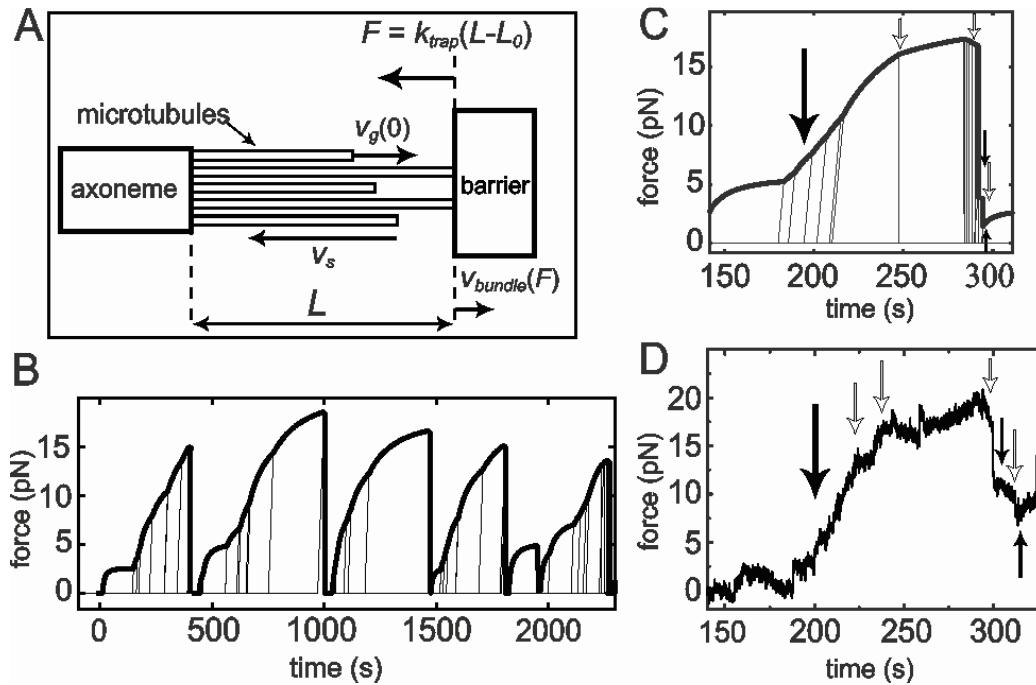 A
F = k_trap(L-L_0)
microtubules
v_g(0)
axoneme
barrier
v_s
v_bundle(F)
L
B
force (pN)
15
10
5
0
0 500 1000 1500 2000
time (s)
C
force (pN)
15
10
5
0
150 200 250 300
time (s)
D
force (pN)
20
15
10
5
0
150 200 250 300
time (s)